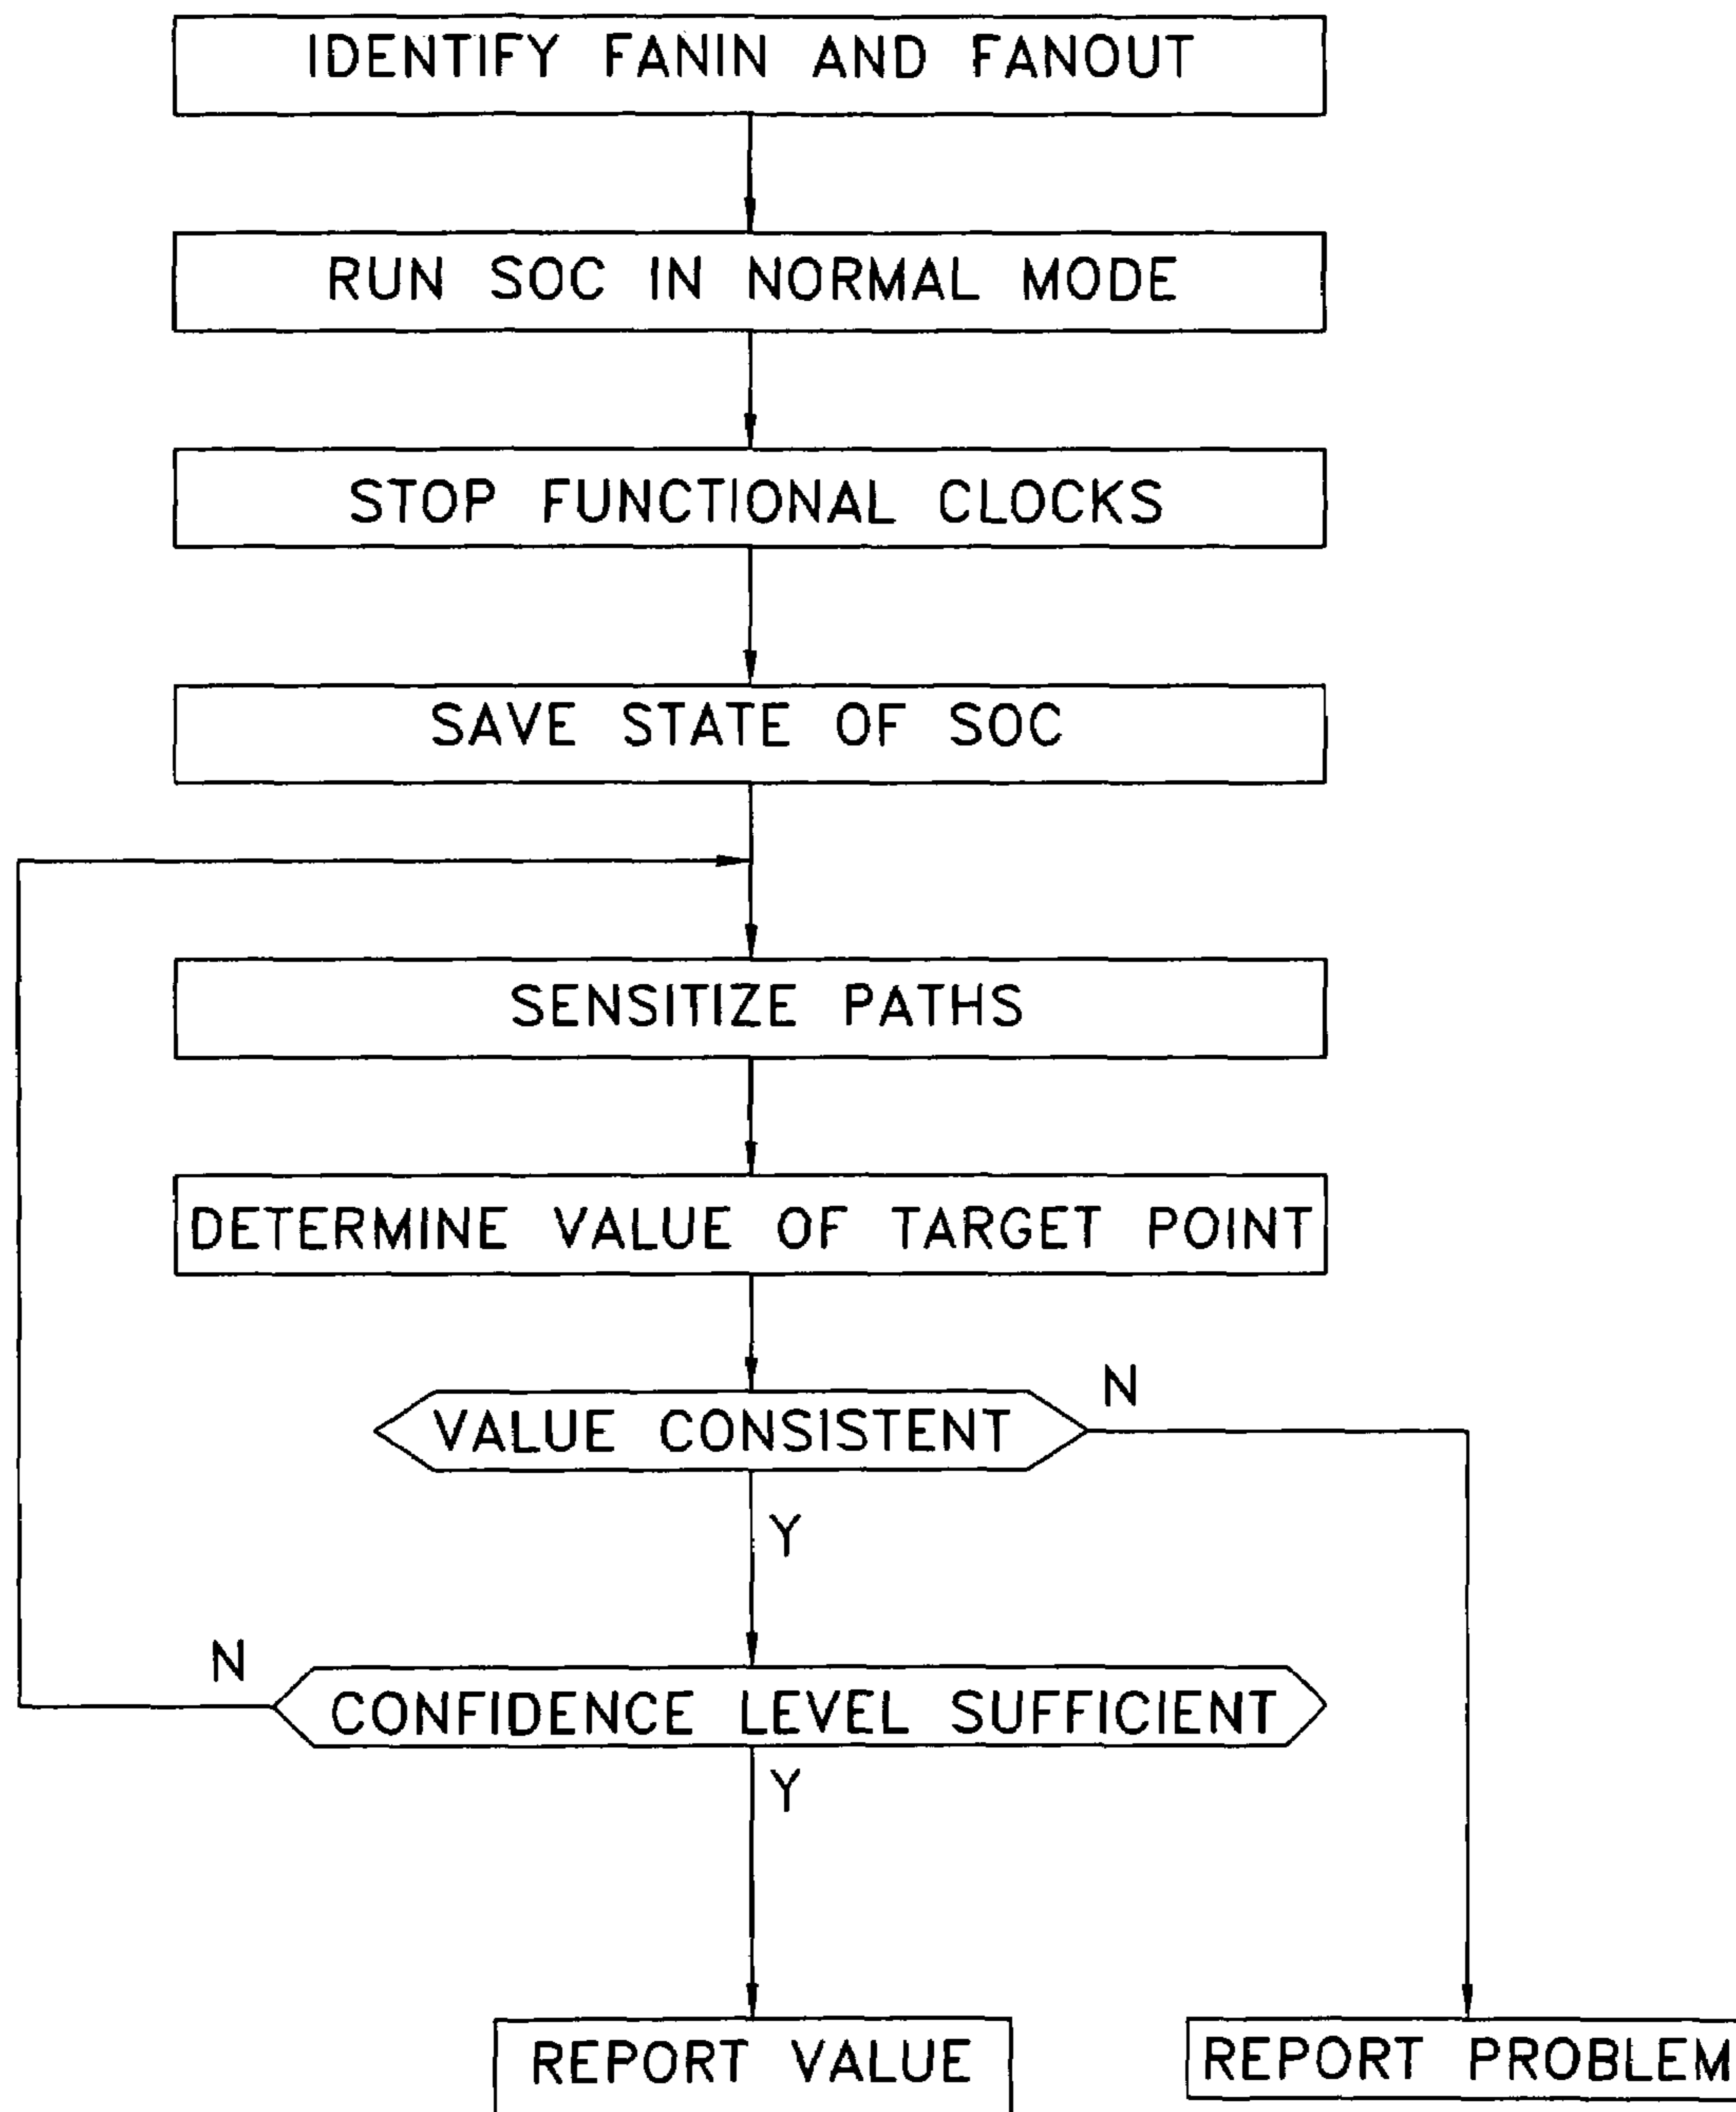 IDENTIFY FANIN AND FANOUT
RUN SOC IN NORMAL MODE
STOP FUNCTIONAL CLOCKS
SAVE STATE OF SOC
SENSITIZE PATHS
DETERMINE VALUE OF TARGET POINT
N
VALUE CONSISTENT
Y
N
CONFIDENCE LEVEL SUFFICIENT
Y
REPORT VALUE
REPORT PROBLEM